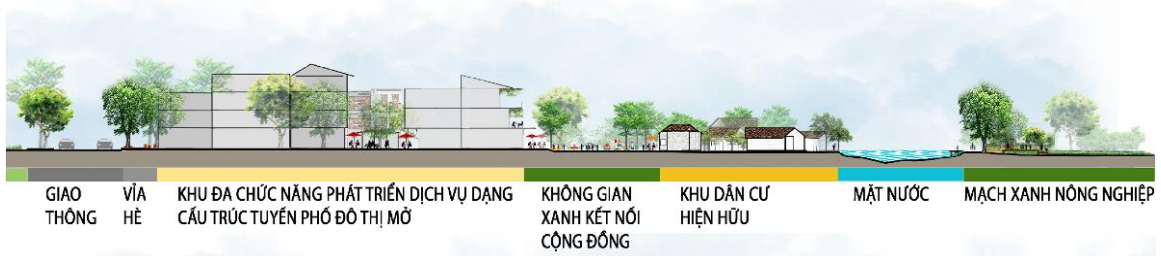 GIAO
THÔNG
VỈA
HÈ
KHU ĐA CHỨC NĂNG PHÁT TRIỂN DỊCH VỤ DẠNG
CẤU TRÚC TUYẾN PHỐ ĐÔ THỊ MỞ
KHÔNG GIAN
XANH KẾT NỐI
CỘNG ĐỒNG
KHU DÂN CƯ
HIỆN HỮU
MẶT NƯỚC
MẠCH XANH NÔNG NGHIỆP